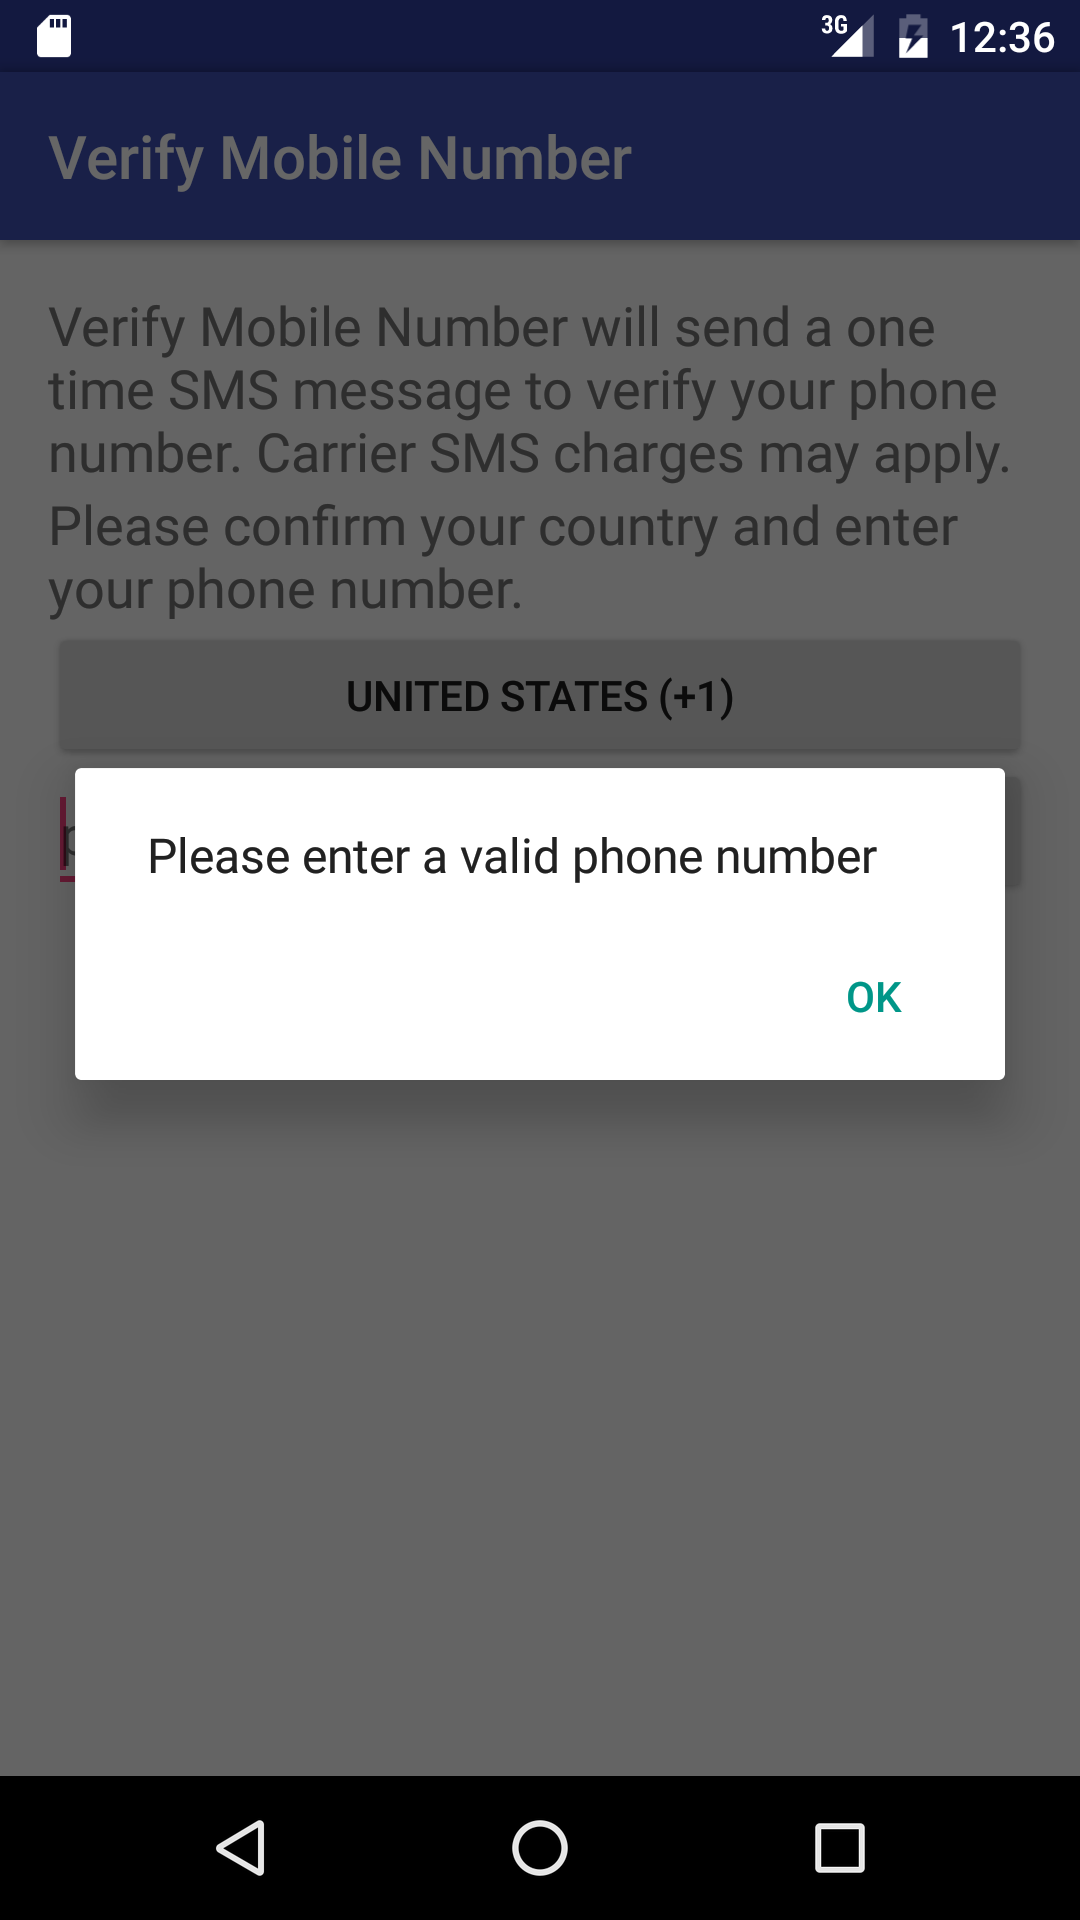 3G 12:36
Verify Mobile Number
Verify Mobile Number will send a one
time SMS message to verify your phone
number. Carrier SMS charges may apply.
Please confirm your country and enter
your phone number.
UNITED STATES (+1)
Please enter a valid phone number
OK